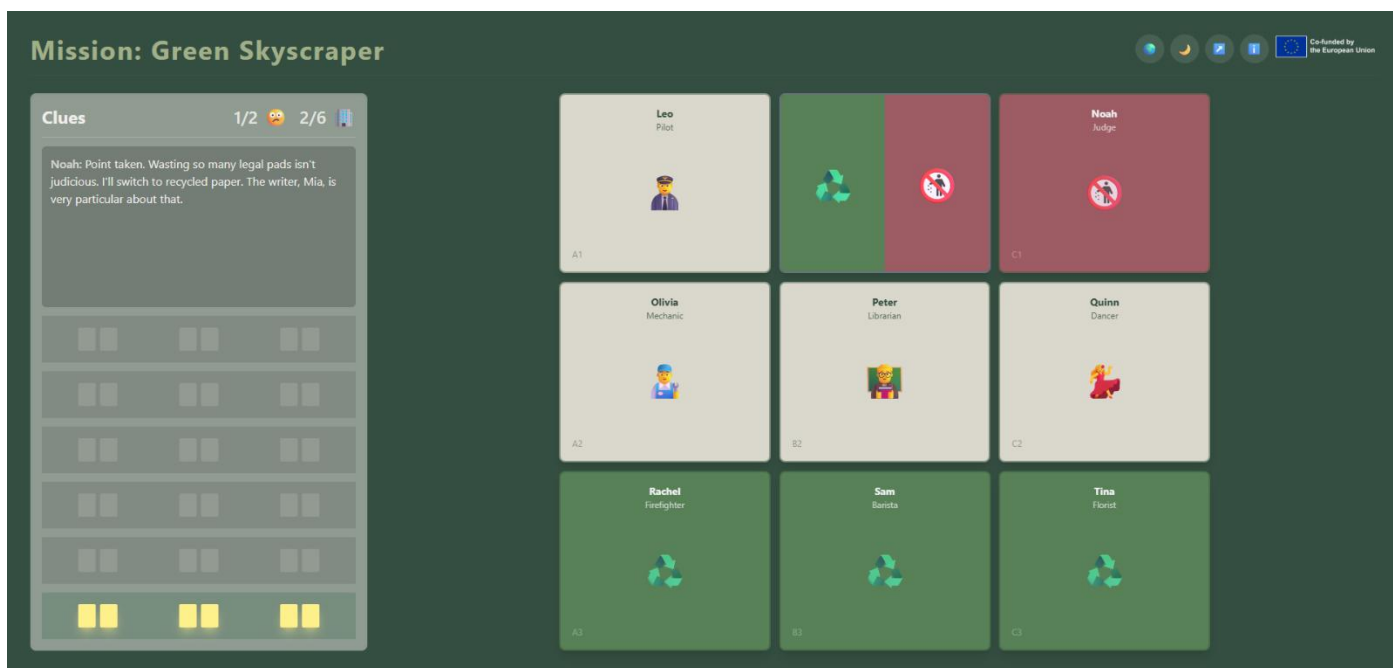 Mission: Green Skyscraper
Co-funded by
the European Union
Clues
1/2 2/6
Noah: Point taken. Wasting so many legal pads isn't
judicious. I'll switch to recycled paper. The writer, Mia, is
very particular about that.
Leo
Pilot
A1
Noah
Judge
C1
Olivia
Mechanic
A2
Peter
Librarian
B2
Quinn
Dancer
C2
Rachel
Firefighter
A3
Sam
Barista
B3
Tina
Florist
C3